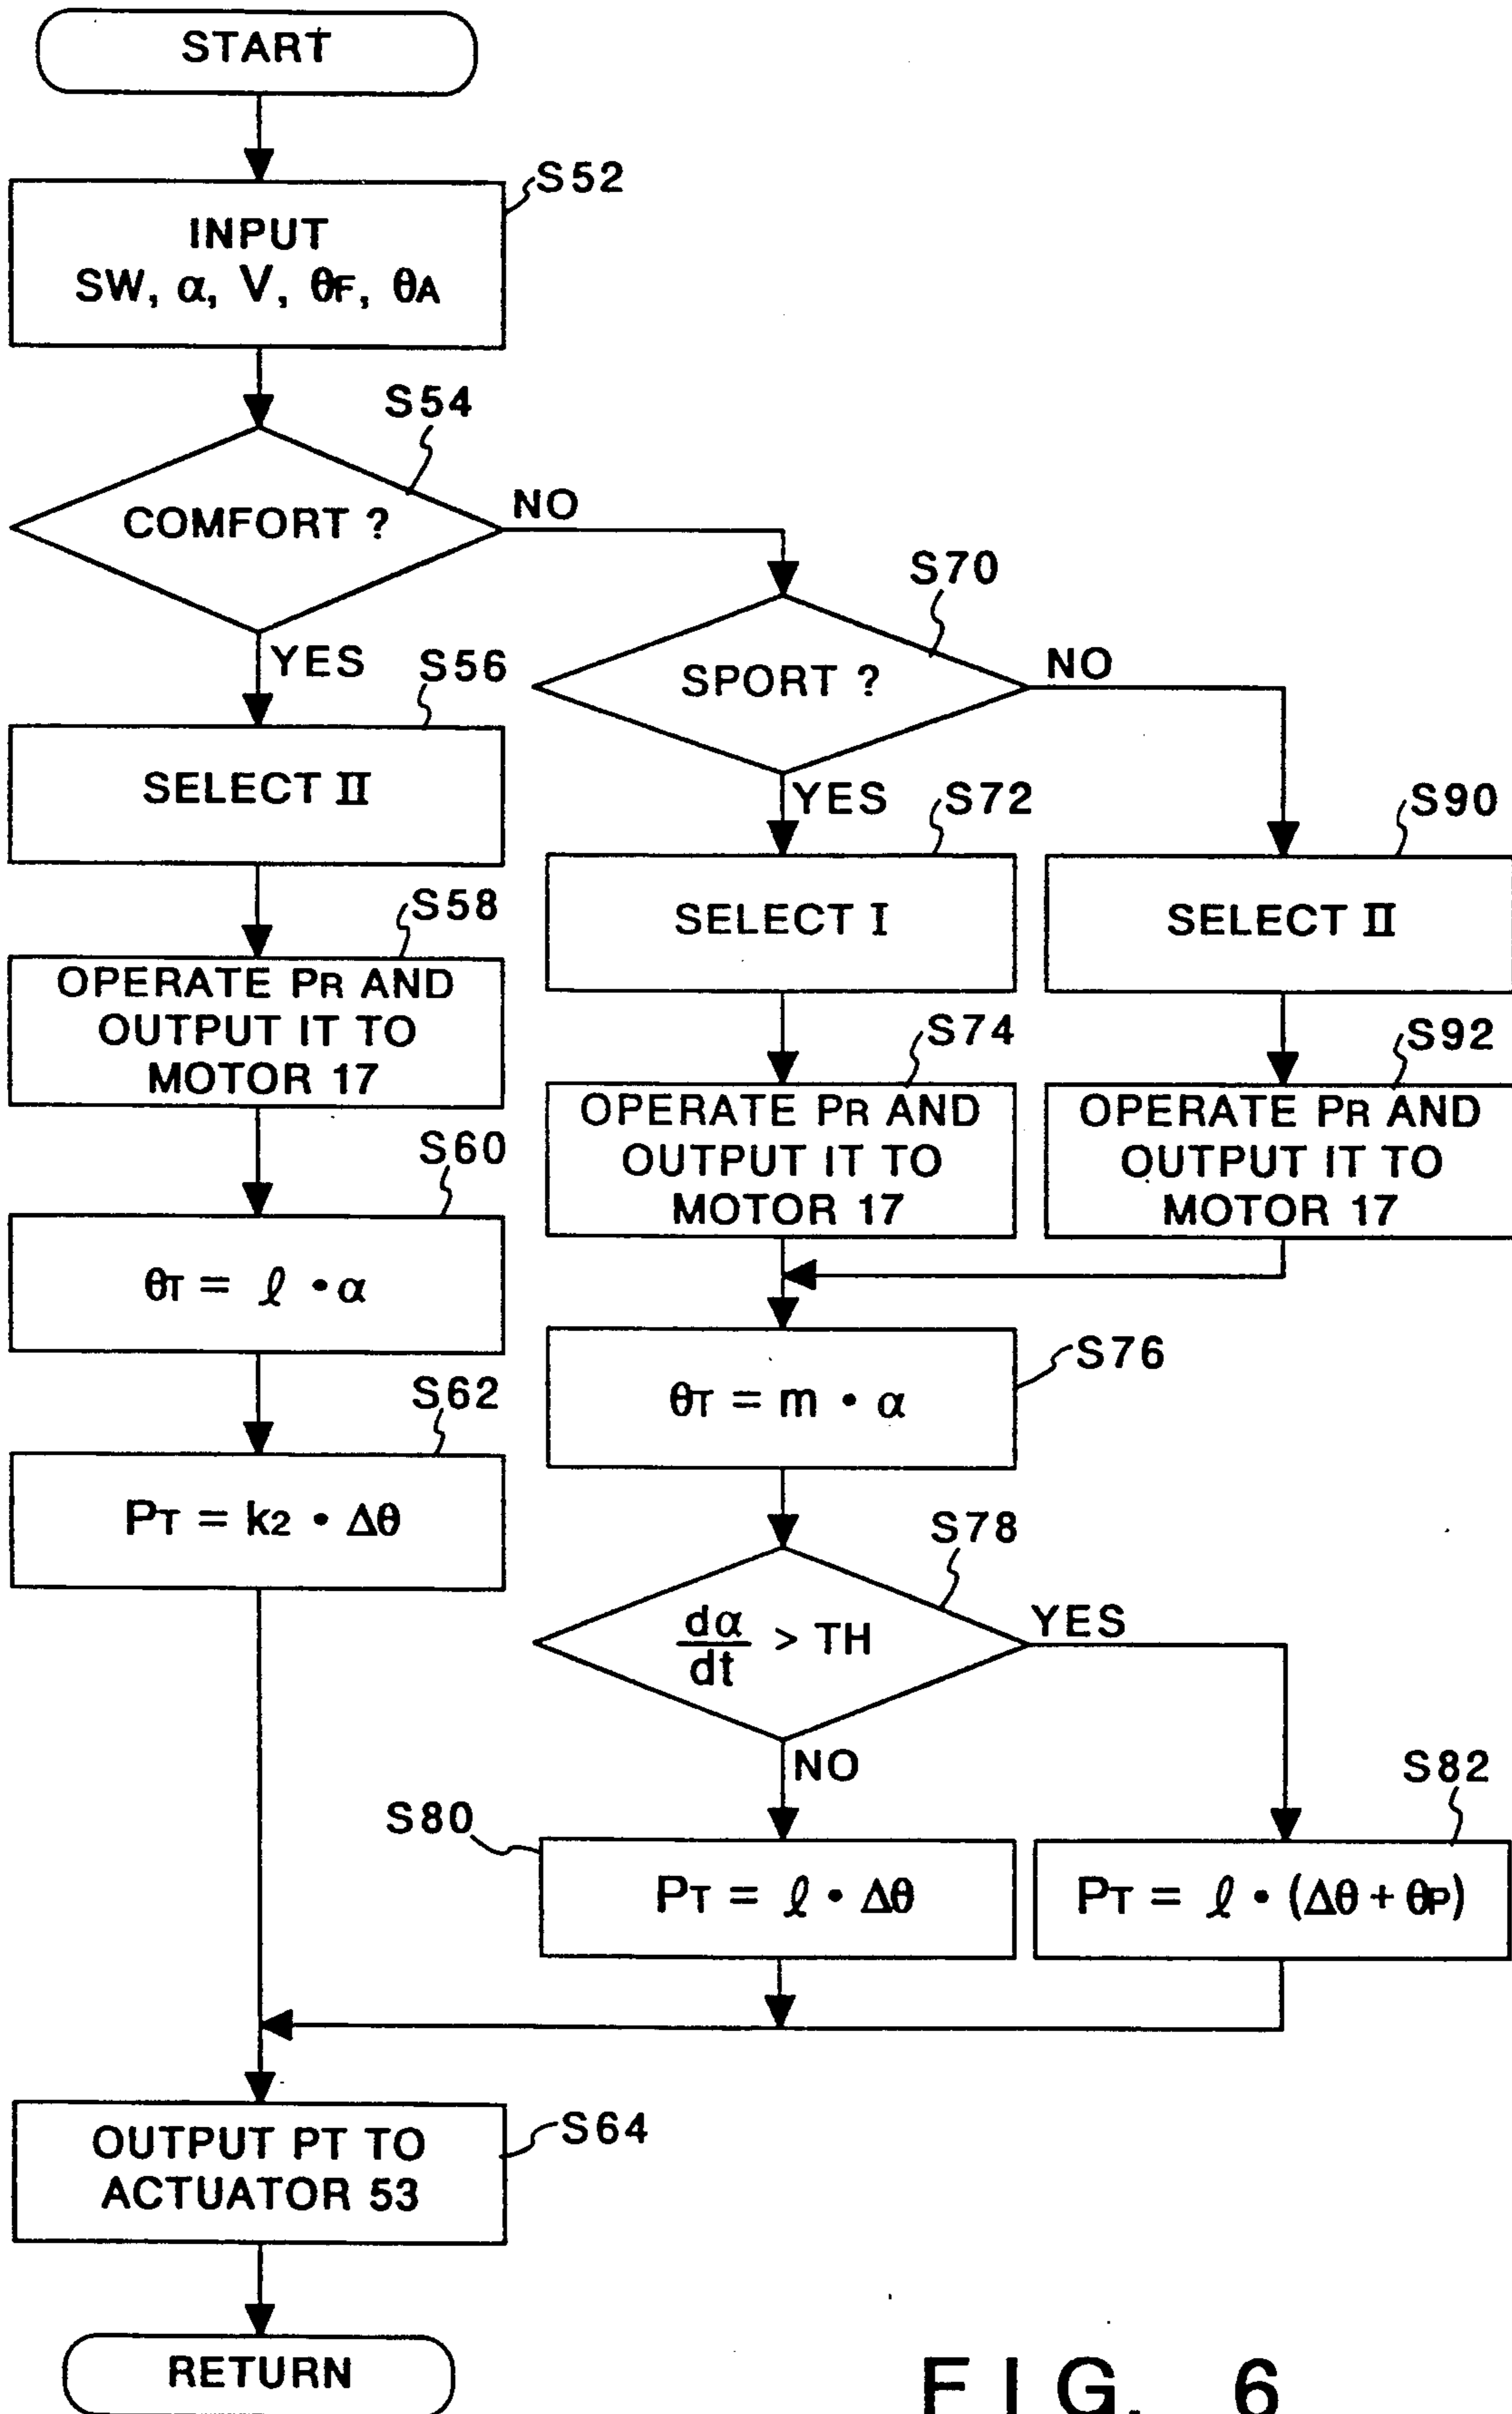 START
S52
INPUT
SW, α, V, θF, θA
S54
COMFORT ?
NO
YES
S70
SPORT ?
NO
YES
S56
SELECT II
S58
OPERATE PR AND
OUTPUT IT TO
MOTOR 17
S60
θT = ℓ • α
S62
PT = k2 • Δθ
S72
SELECT I
S90
SELECT II
S74
OPERATE PR AND
OUTPUT IT TO
MOTOR 17
S92
OPERATE PR AND
OUTPUT IT TO
MOTOR 17
S76
θT = m • α
S78
dα/dt > TH
YES
NO
S80
PT = ℓ • Δθ
S82
PT = ℓ • (Δθ + θP)
S64
OUTPUT PT TO
ACTUATOR 53
RETURN
FIG. 6